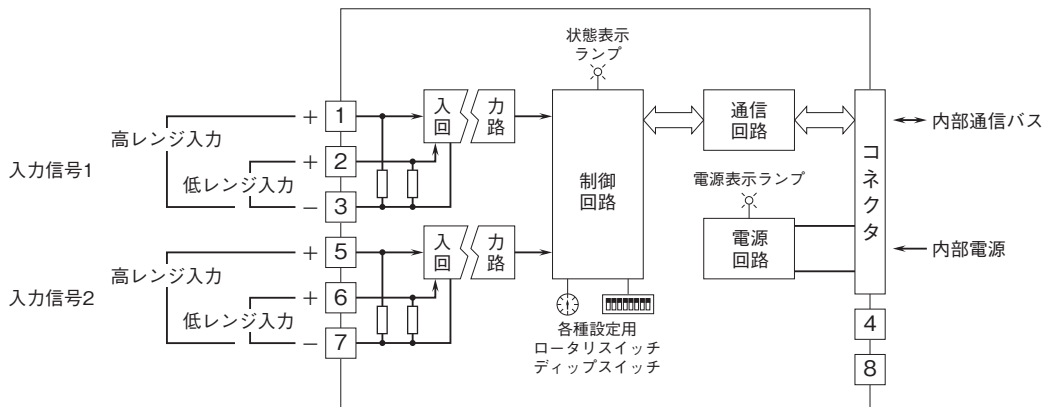 状態表示
ランプ
入 力
回 路
通信
回路
コネクタ
内部通信バス
+ 1
高レンジ入力
入力信号1
+ 2
低レンジ入力
− 3
制御
回路
電源表示ランプ
電源
回路
内部電源
入 力
回 路
+ 5
高レンジ入力
入力信号2
+ 6
低レンジ入力
− 7
各種設定用
ロータリスイッチ
ディップスイッチ
4
8